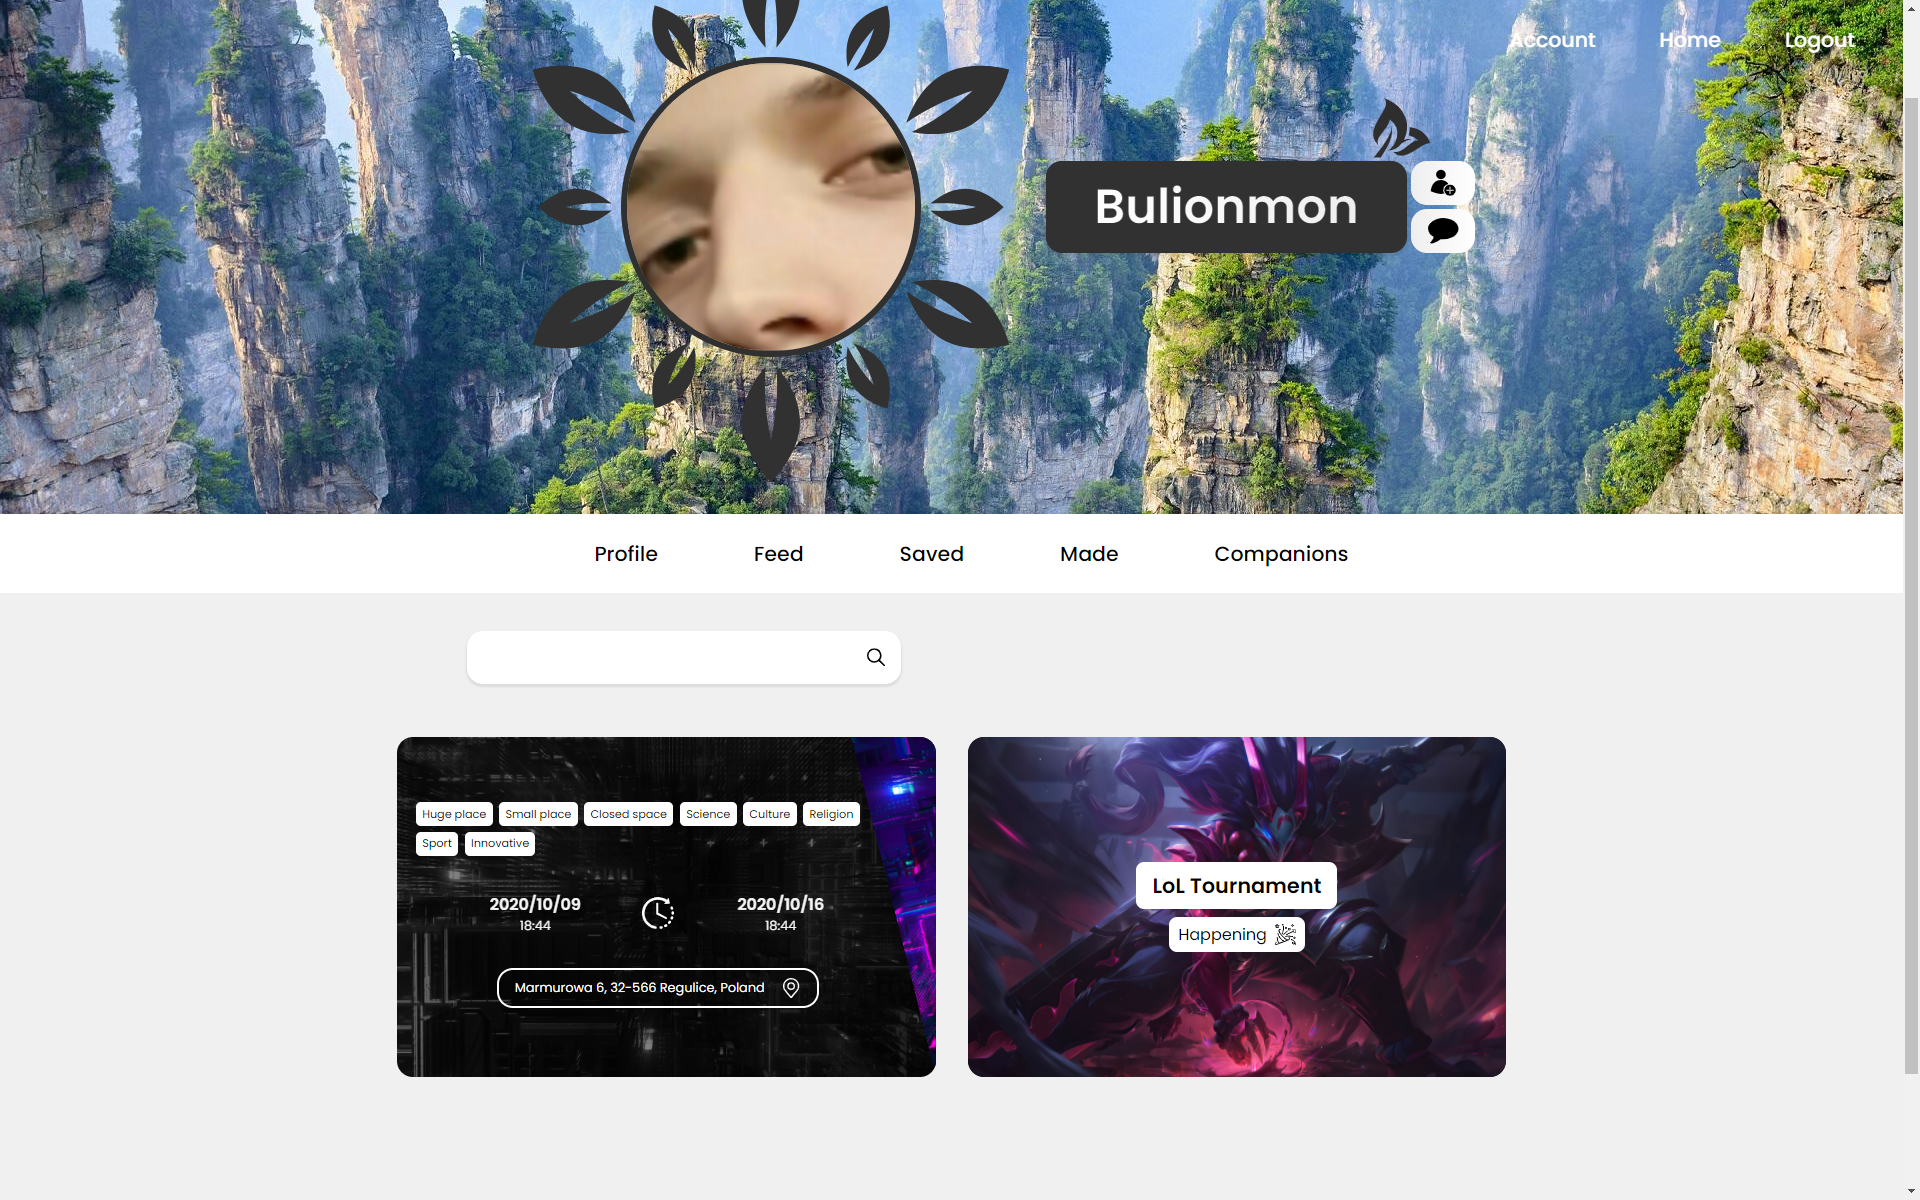 Account Home Logout
Bulionmon
Profile Feed Saved Made Companions
Huge place Small place Closed space Science Culture Religion
Sport Innovative
2020/10/09 2020/10/16
18:44 18:44
Marmurowa 6, 32-566 Regulice, Poland
LoL Tournament
Happening